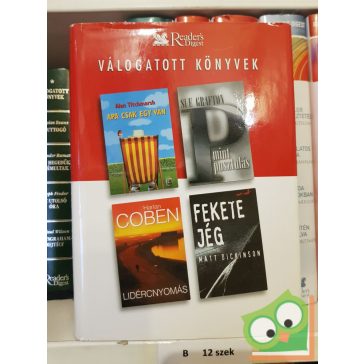 Reader's
Digest
VÁLOGATOTT KÖNYVEK
Alan Titchmarsh
APA CSAK EGY VAN
SUE GRAFTON
P
mint
pusztulás
Harlan
COBEN
LIDÉRCNYOMÁS
FEKETE
JÉG
MATT DICKINSON
Reader's
Digest
B 12 szek